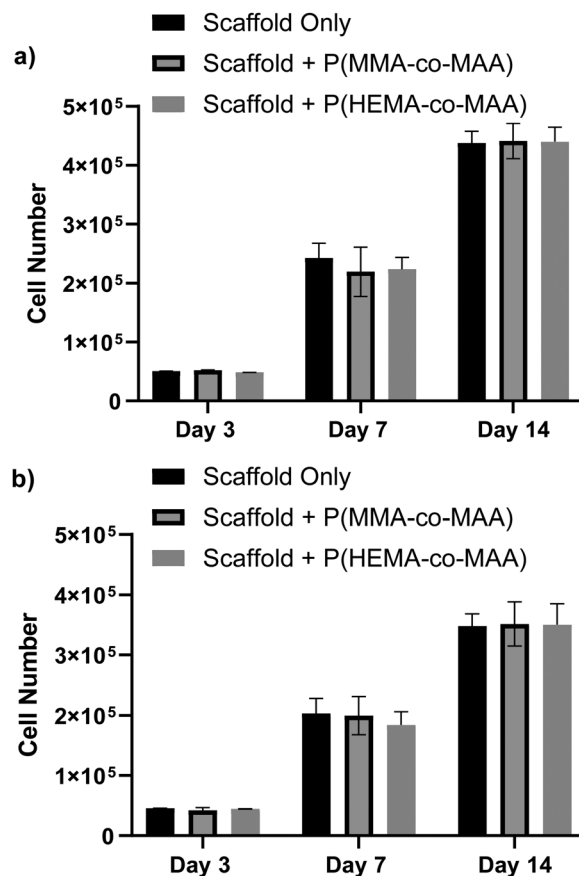 a)
Scaffold Only
Scaffold + P(MMA-co-MAA)
Scaffold + P(HEMA-co-MAA)
Cell Number
5×10⁵
4×10⁵
3×10⁵
2×10⁵
1×10⁵
0
Day 3 Day 7 Day 14
b)
Scaffold Only
Scaffold + P(MMA-co-MAA)
Scaffold + P(HEMA-co-MAA)
Cell Number
5×10⁵
4×10⁵
3×10⁵
2×10⁵
1×10⁵
0
Day 3 Day 7 Day 14